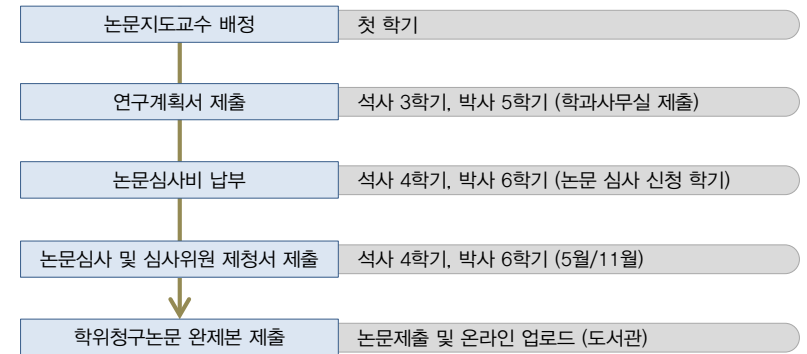 논문지도교수 배정
첫 학기
연구계획서 제출
석사 3학기, 박사 5학기 (학과사무실 제출)
논문심사비 납부
석사 4학기, 박사 6학기 (논문 심사 신청 학기)
논문심사 및 심사위원 제청서 제출
석사 4학기, 박사 6학기 (5월/11월)
학위청구논문 완제본 제출
논문제출 및 온라인 업로드 (도서관)